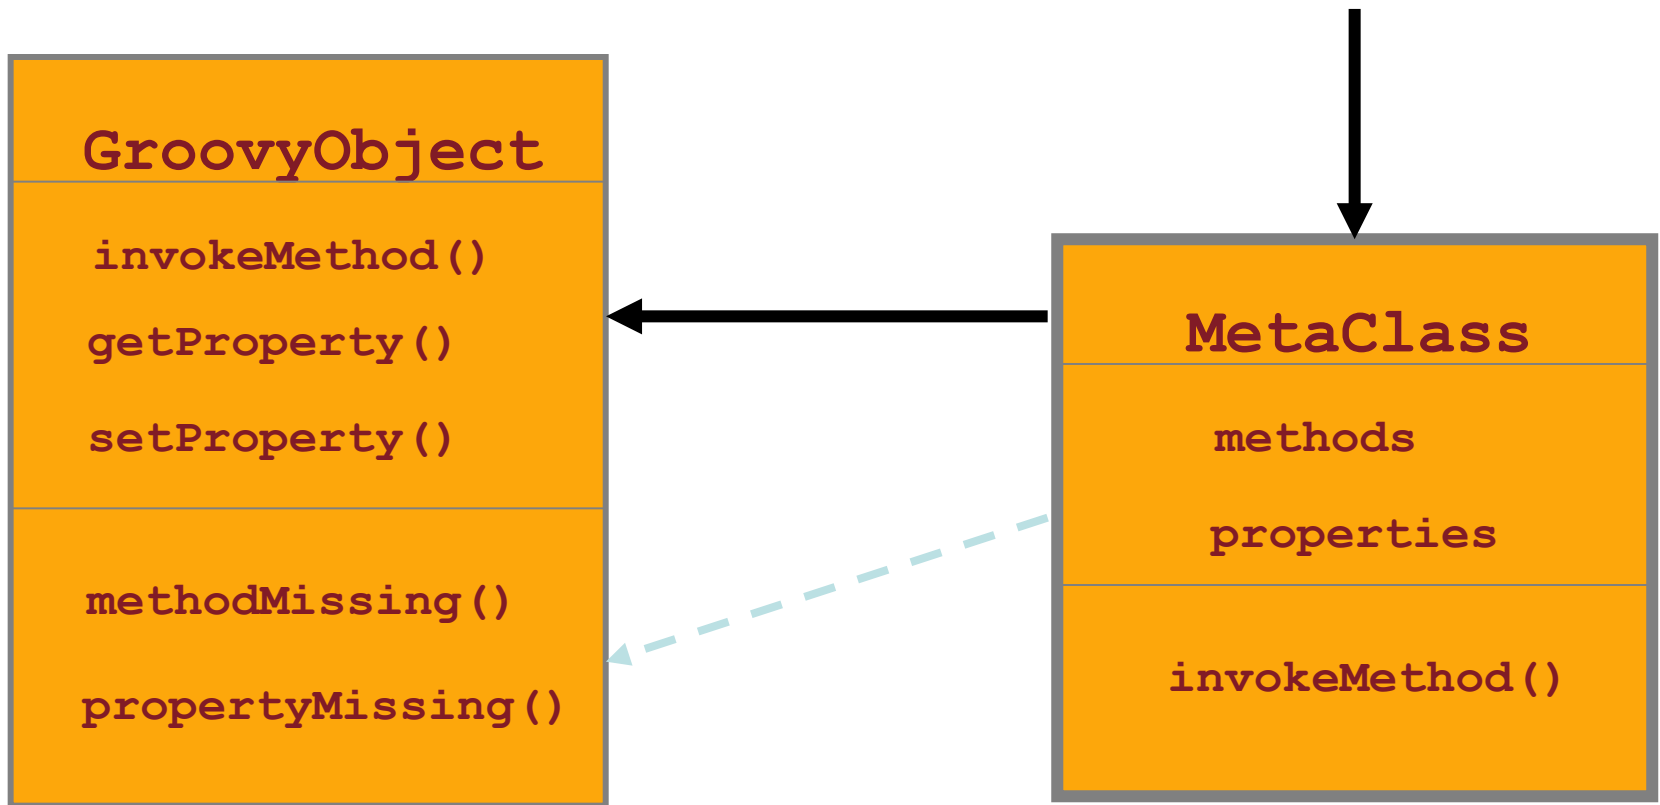 GroovyObject
invokeMethod()
getProperty()
setProperty()
methodMissing()
propertyMissing()
MetaClass
methods
properties
invokeMethod()